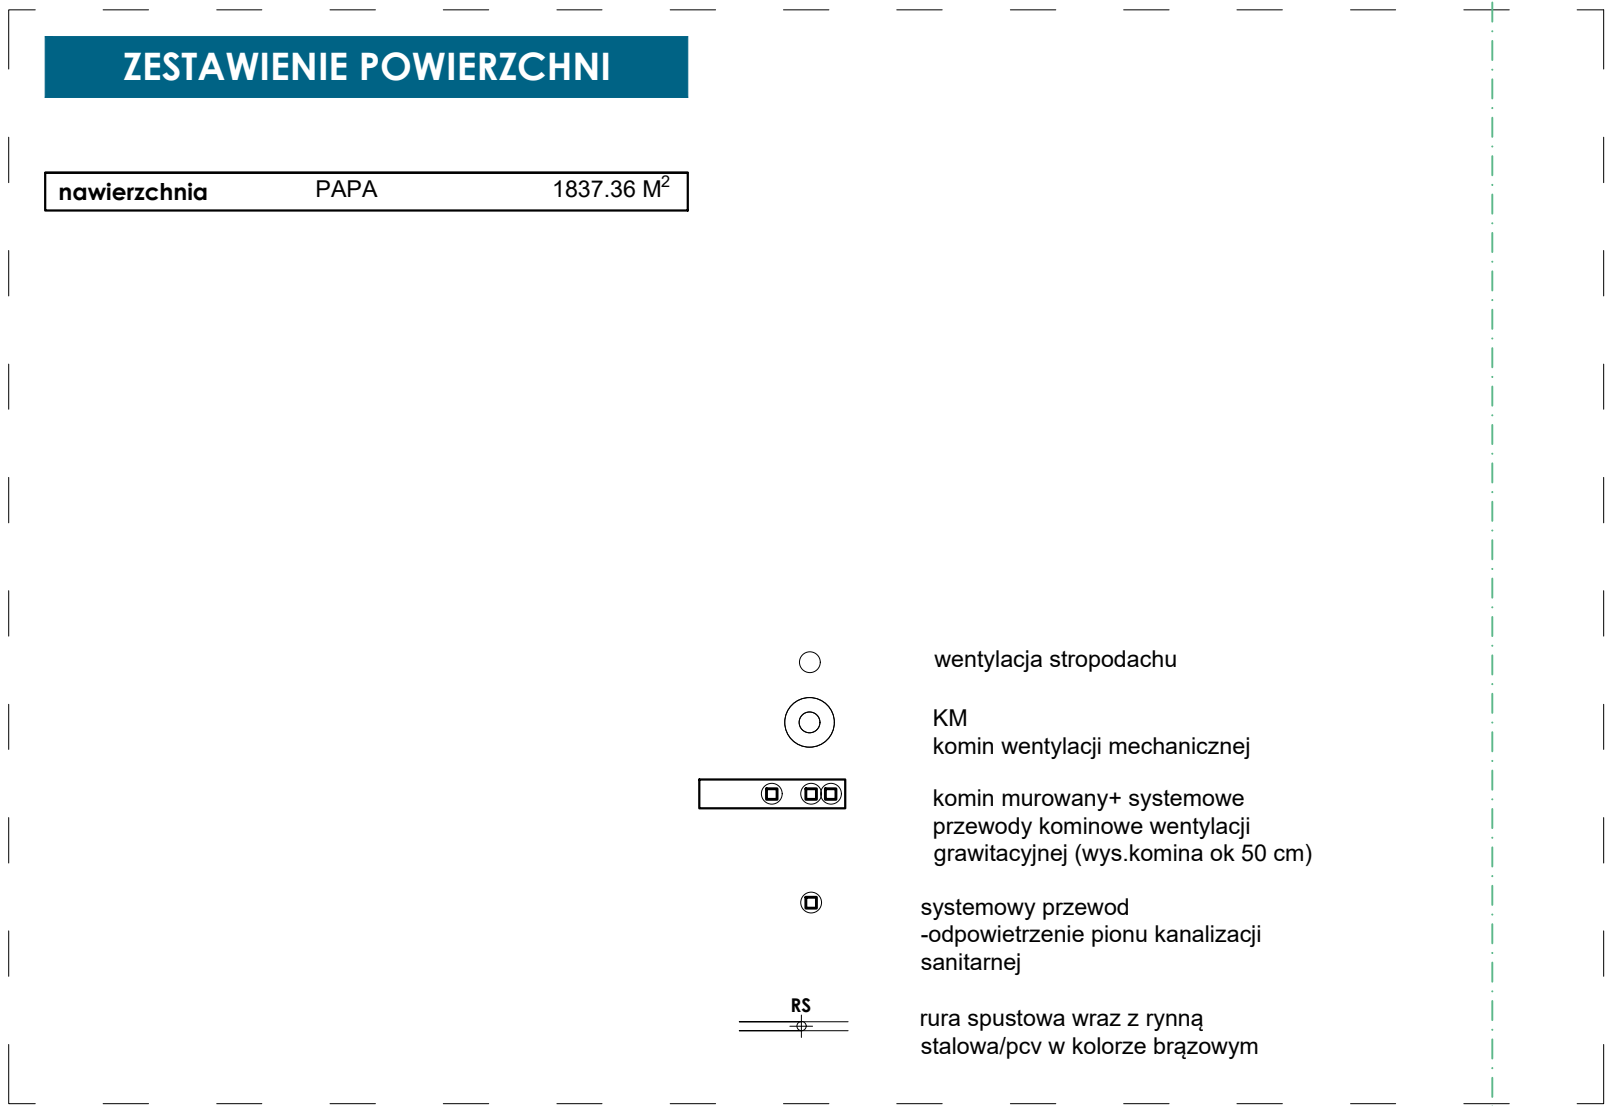 ZESTAWIENIE POWIERZCHNI
nawierzchnia PAPA 1837.36 M²
wentylacja stropodachu
KM
komin wentylacji mechanicznej
komin murowany+ systemowe
przewody kominowe wentylacji
grawitacyjnej (wys.komina ok 50 cm)
systemowy przewod
-odpowietrzenie pionu kanalizacji
sanitarnej
RS
rura spustowa wraz z rynną
stalowa/pcv w kolorze brązowym